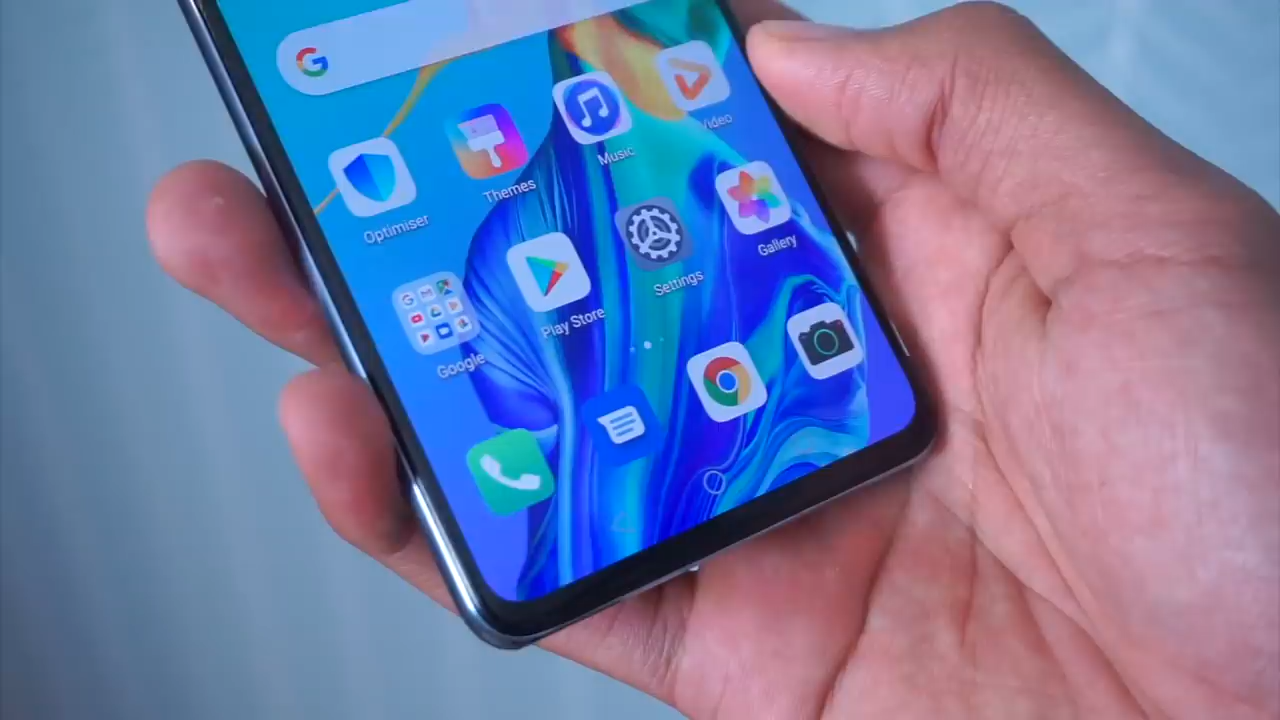 Optimiser
Themes
Music
Video
Google
Play Store
Settings
Gallery